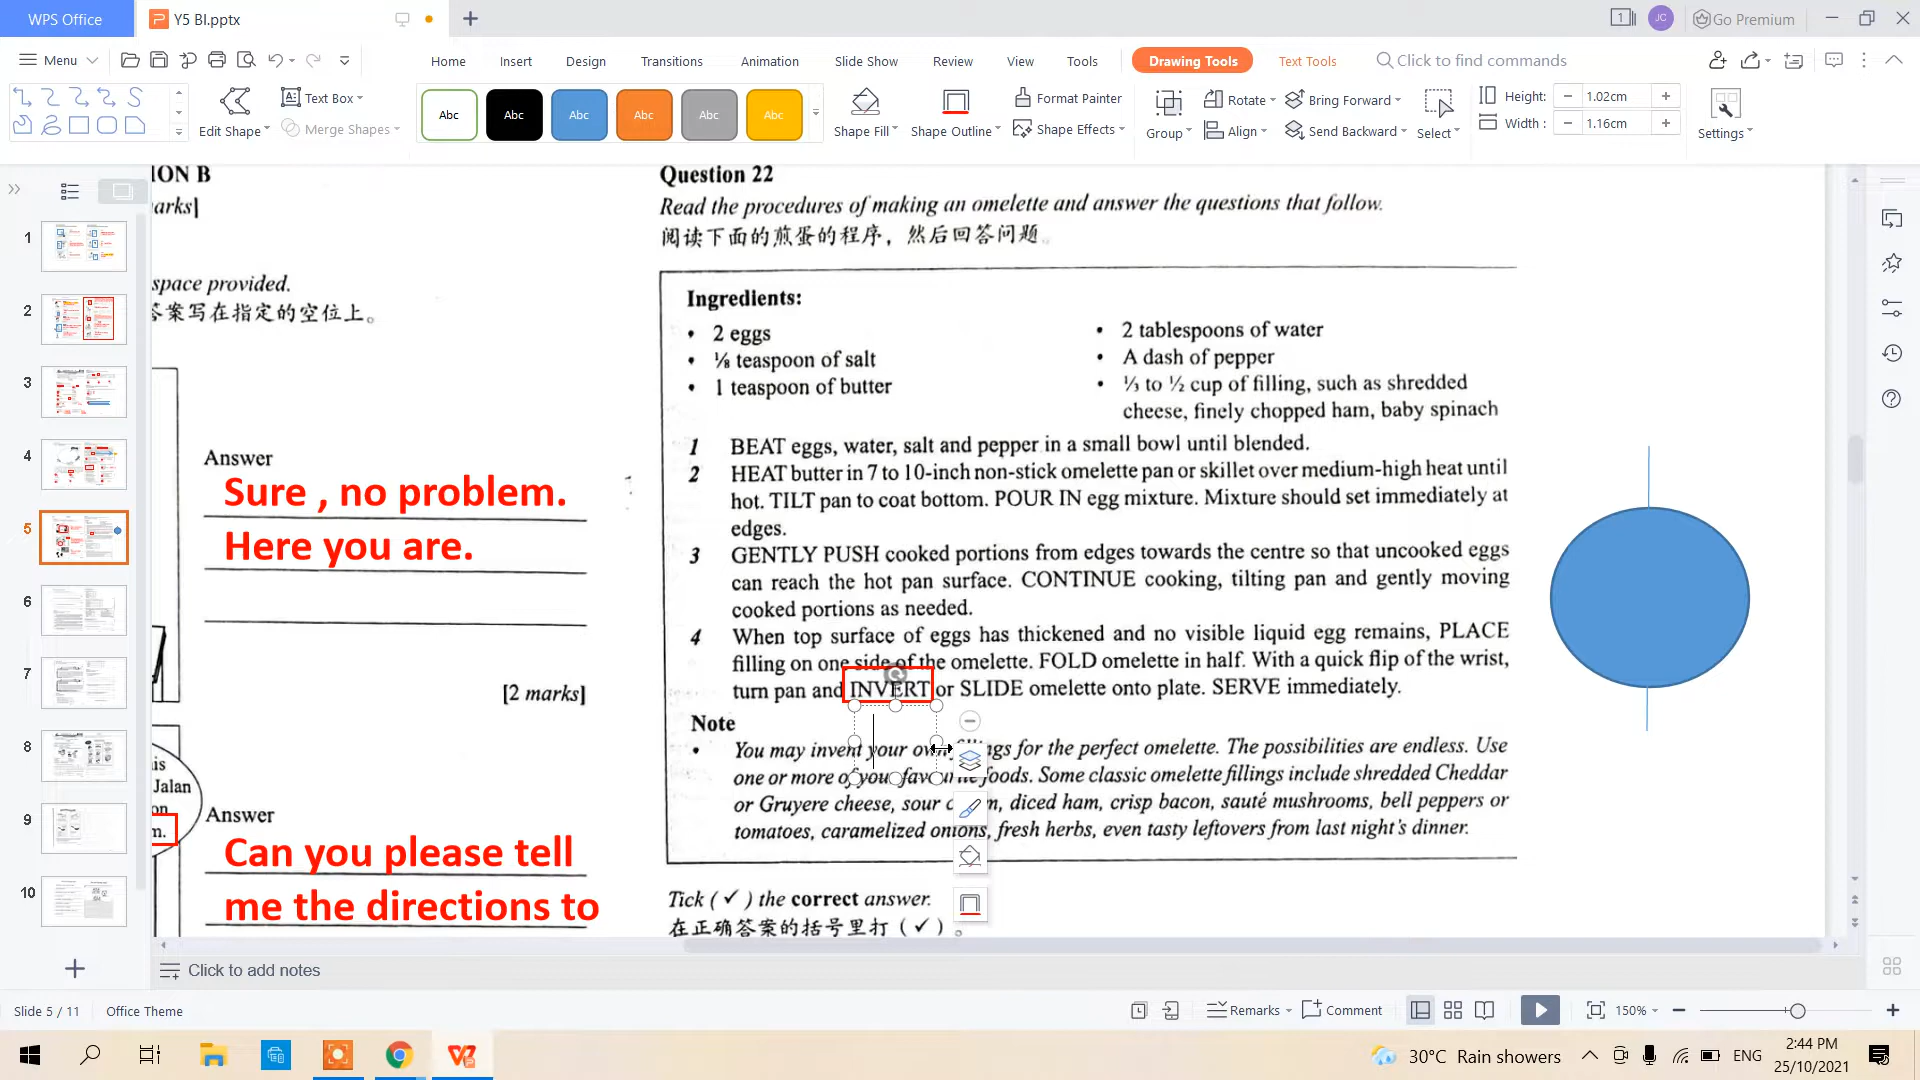 WPS Office
Y5 BI.pptx
1
JC
Go Premium
Menu
Home
Insert
Design
Transitions
Animation
Slide Show
Review
View
Tools
Drawing Tools
Text Tools
Click to find commands
Edit Shape
Text Box
Merge Shapes
Abc
Abc
Abc
Abc
Abc
Abc
Shape Fill
Shape Outline
Format Painter
Shape Effects
Group
Rotate
Align
Bring Forward
Send Backward
Select
Height:
1.02cm
Width :
1.16cm
Settings
1
2
3
4
5
6
7
8
9
10
ION B
arks]
space provided.
答案写在指定的空位上。
Answer
Sure , no problem.
Here you are.
[2 marks]
is
Jalan
on
m.
Answer
Can you please tell
me the directions to
Question 22
Read the procedures of making an omelette and answer the questions that follow.
阅读下面的煎蛋的程序，然后回答问题。
Ingredients:
• 2 eggs
• ⅛ teaspoon of salt
• 1 teaspoon of butter
• 2 tablespoons of water
• A dash of pepper
• ⅓ to ½ cup of filling, such as shredded
cheese, finely chopped ham, baby spinach
1 BEAT eggs, water, salt and pepper in a small bowl until blended.
2 HEAT butter in 7 to 10-inch non-stick omelette pan or skillet over medium-high heat until
hot. TILT pan to coat bottom. POUR IN egg mixture. Mixture should set immediately at
edges.
3 GENTLY PUSH cooked portions from edges towards the centre so that uncooked eggs
can reach the hot pan surface. CONTINUE cooking, tilting pan and gently moving
cooked portions as needed.
4 When top surface of eggs has thickened and no visible liquid egg remains, PLACE
filling on one side of the omelette. FOLD omelette in half. With a quick flip of the wrist,
turn pan and INVERT or SLIDE omelette onto plate. SERVE immediately.
Note
• You may invent your own fillings for the perfect omelette. The possibilities are endless. Use
one or more of your favourite foods. Some classic omelette fillings include shredded Cheddar
or Gruyere cheese, sour cream, diced ham, crisp bacon, sauté mushrooms, bell peppers or
tomatoes, caramelized onions, fresh herbs, even tasty leftovers from last night's dinner.
Tick ( ✓ ) the correct answer.
在正确答案的括号里打（ ✓ ）。
Click to add notes
Slide 5 / 11
Office Theme
Remarks
Comment
150%
30°C Rain showers
ENG
2:44 PM
25/10/2021